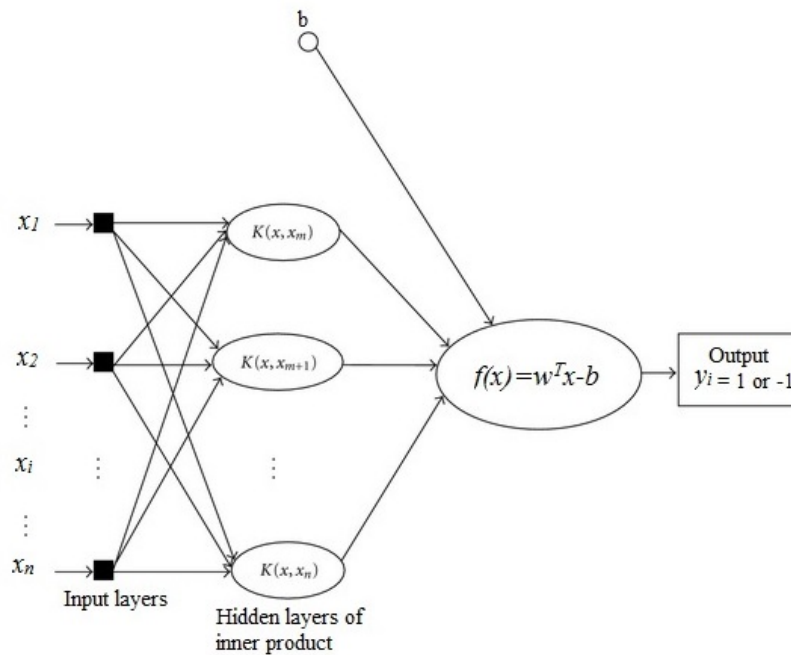 b
x1
K(x, xm)
x2
K(x, xm+1)
f(x)=wTx-b
Output
yi = 1 or -1
⋮
xi
⋮
⋮
⋮
xn
K(x, xn)
Input layers
Hidden layers of
inner product